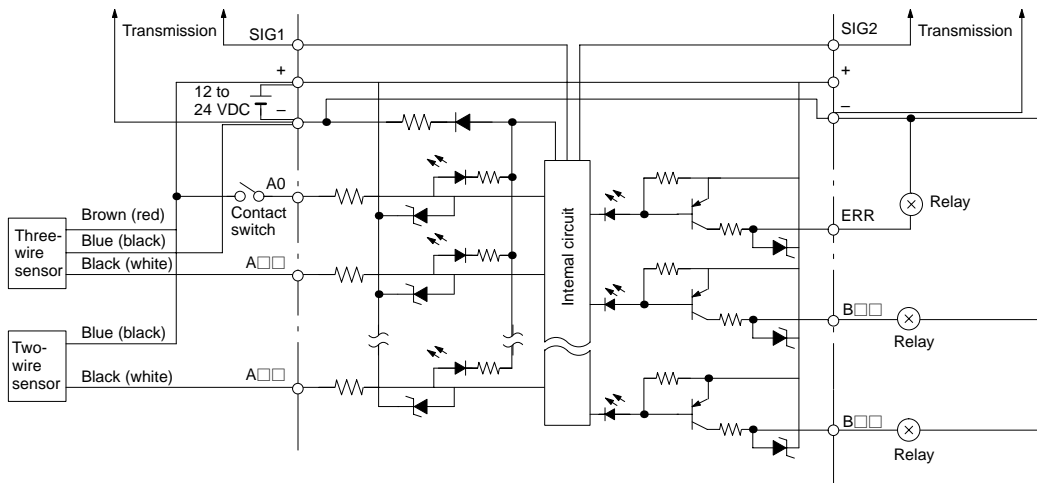 Transmission
SIG1
SIG2
Transmission
+
+
12 to
24 VDC
–
–
A0
Contact
switch
Brown (red)
Blue (black)
Black (white)
Three-
wire
sensor
A□□
Internal circuit
ERR
Relay
B□□
Relay
Blue (black)
Two-
wire
sensor
Black (white)
A□□
B□□
Relay